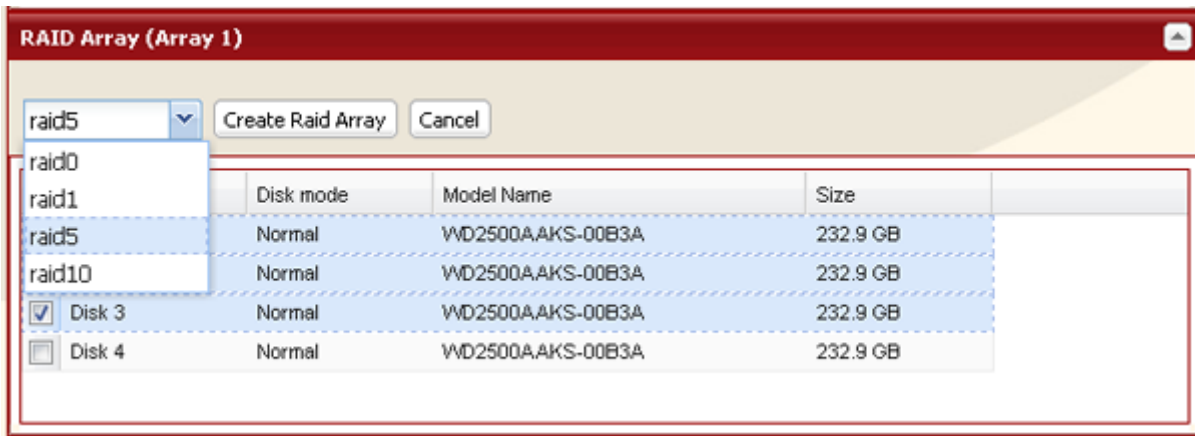 RAID Array (Array 1)
raid5 Create Raid Array Cancel
raid0
raid1
raid5
raid10
Disk mode Model Name Size
Normal WD2500AAKS-00B3A 232.9 GB
Normal WD2500AAKS-00B3A 232.9 GB
Disk 3 Normal WD2500AAKS-00B3A 232.9 GB
Disk 4 Normal WD2500AAKS-00B3A 232.9 GB